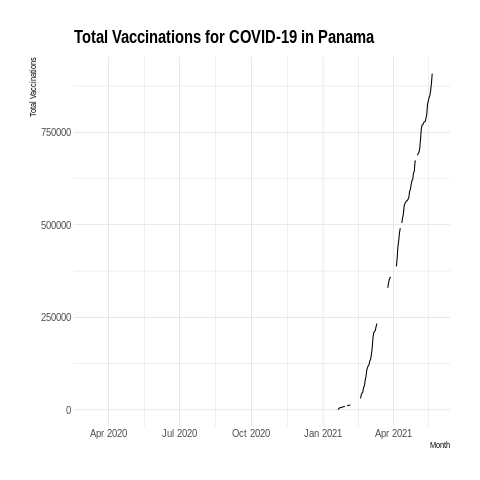 Total Vaccinations for COVID-19 in Panama
Total Vaccinations
750000
500000
250000
0
Apr 2020 Jul 2020 Oct 2020 Jan 2021 Apr 2021
Month